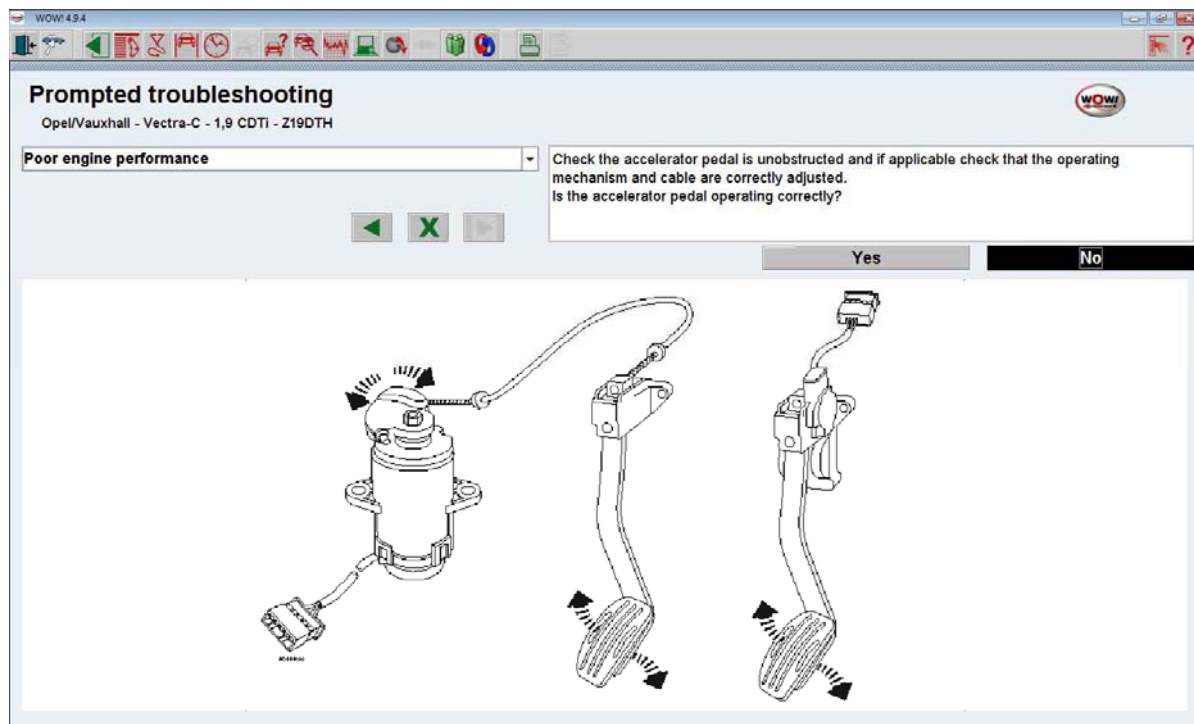 WOW! 4.9.4
Prompted troubleshooting
WOW!
Opel/Vauxhall - Vectra-C - 1,9 CDTi - Z19DTH
Poor engine performance
Check the accelerator pedal is unobstructed and if applicable check that the operating
mechanism and cable are correctly adjusted.
Is the accelerator pedal operating correctly?
Yes
No